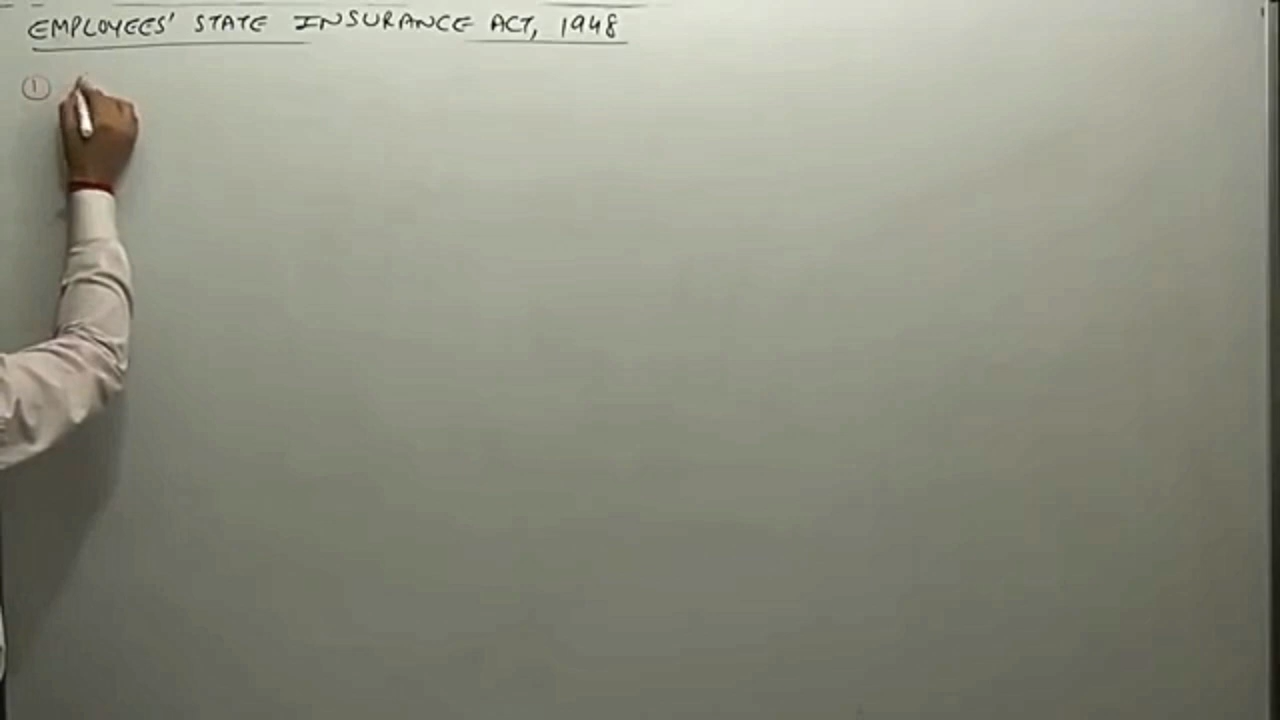 EMPLOYEES' STATE INSURANCE ACT, 1948
①